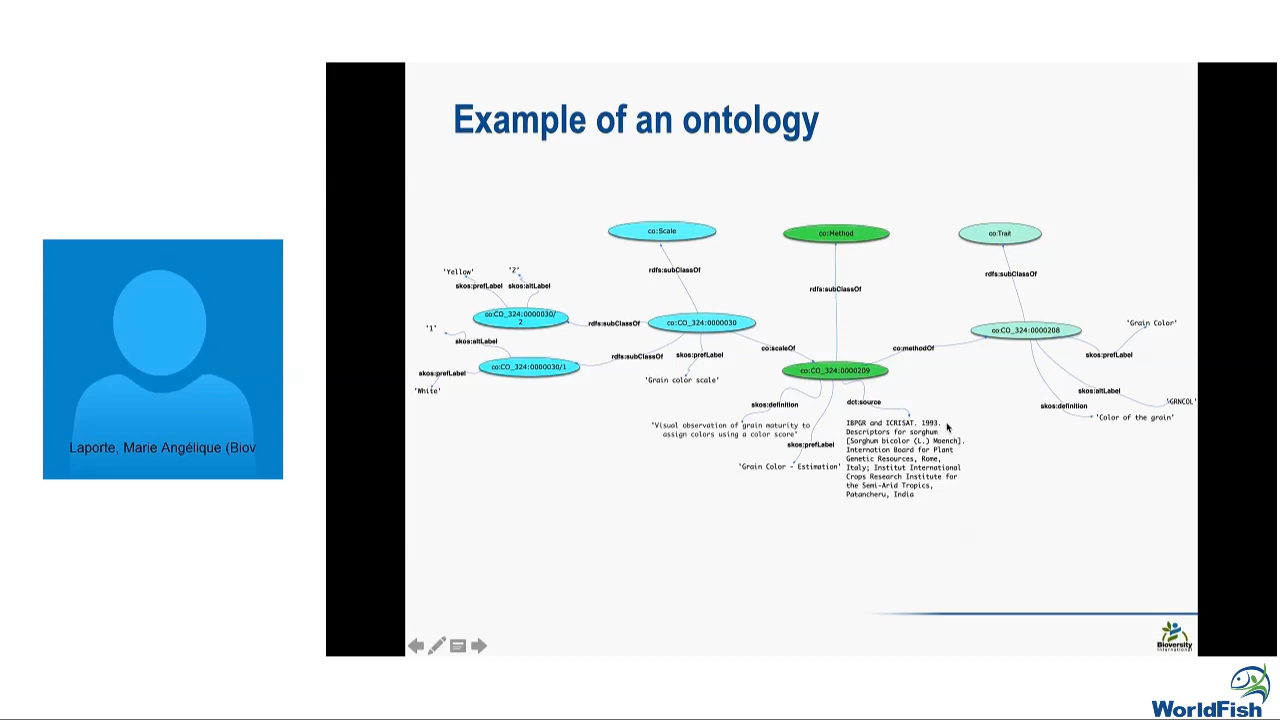 Example of an ontology
co:Scale
co:Method
co:Trait
rdfs:subClassOf
rdfs:subClassOf
rdfs:subClassOf
'Yellow'
'2'
skos:prefLabel
skos:altLabel
co:CO_324:0000030/
2
rdfs:subClassOf
co:CO_324:0000030
'1'
skos:altLabel
co:CO_324:0000030/1
rdfs:subClassOf
skos:prefLabel
'White'
skos:prefLabel
'Grain color scale'
co:scaleOf
co:CO_324:0000209
co:methodOf
co:CO_324:0000208
'Grain Color'
skos:prefLabel
skos:altLabel
'GRNCOL'
skos:definition
'Color of the grain'
skos:definition
"Visual observation of grain maturity to
assign colors using a color score"
skos:prefLabel
'Grain Color - Estimation'
dct:source
IBPGR and ICRISAT. 1993.
Descriptors for sorghum
[Sorghum bicolor (L.) Moench].
Internation Board for Plant
Genetic Resources, Rome,
Italy; Institut International
Crops Research Institute for
the Semi-Arid Tropics,
Patancheru, India
Laporte, Marie Angélique (Biov
Bioversity
International
WorldFish